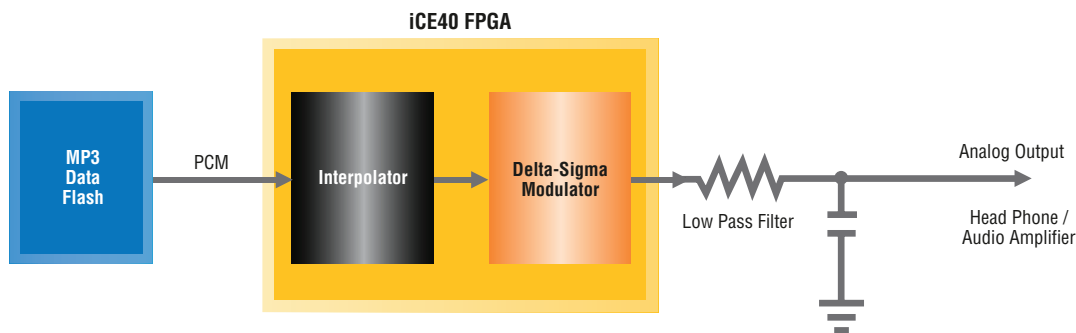 iCE40 FPGA
MP3
Data
Flash
PCM
Interpolator
Delta-Sigma
Modulator
Low Pass Filter
Analog Output
Head Phone /
Audio Amplifier